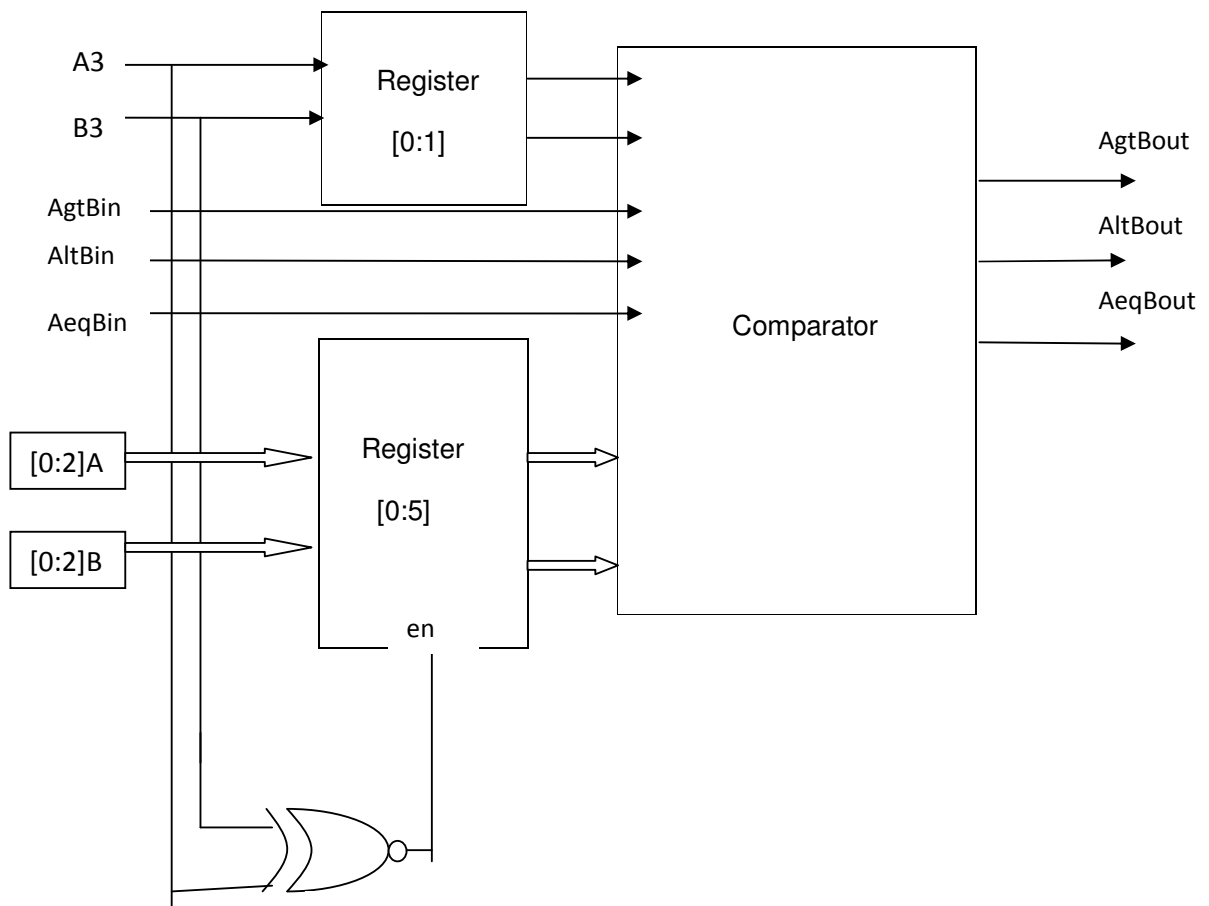 A3
B3
Register
[0:1]
AgtBin
AltBin
AeqBin
Comparator
AgtBout
AltBout
AeqBout
[0:2]A
[0:2]B
Register
[0:5]
en